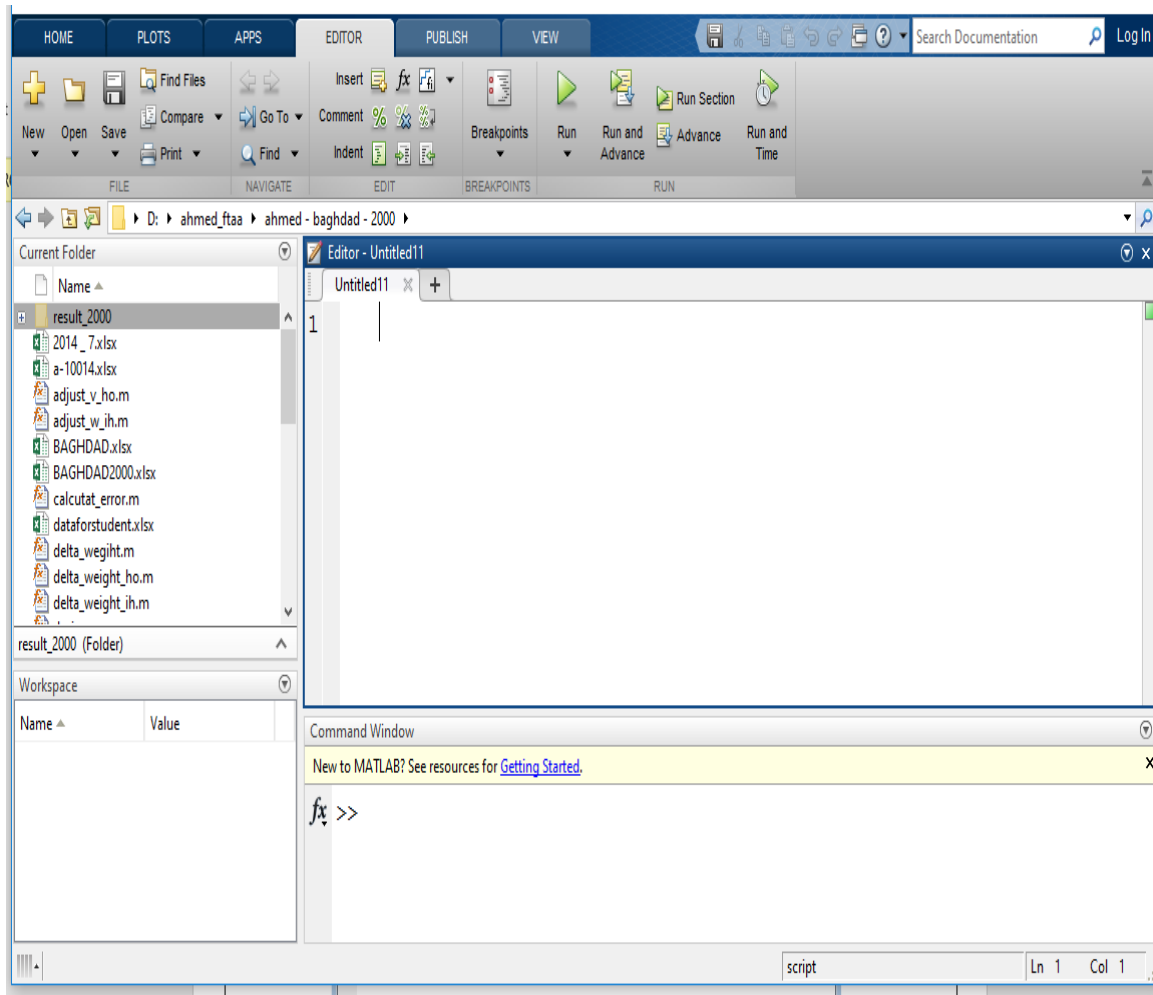 HOME PLOTS APPS EDITOR PUBLISH VIEW Search Documentation Log In
Find Files Insert fx fi
New Open Save Compare Go To Comment % Breakpoints Run Run and Advance Run Section Advance Run and Time
Print Find Indent
FILE NAVIGATE EDIT BREAKPOINTS RUN
D: ahmed_ftaa ahmed - baghdad - 2000
Current Folder
Name
result_2000
2014 _ 7.xlsx
a-10014.xlsx
adjust_v_ho.m
adjust_w_ih.m
BAGHDAD.xlsx
BAGHDAD2000.xlsx
calcutat_error.m
dataforstudent.xlsx
delta_wegiht.m
delta_weight_ho.m
delta_weight_ih.m
result_2000 (Folder)
Workspace
Name Value
Editor - Untitled11
Untitled11 +
1
Command Window
New to MATLAB? See resources for Getting Started.
fx >>
script Ln 1 Col 1